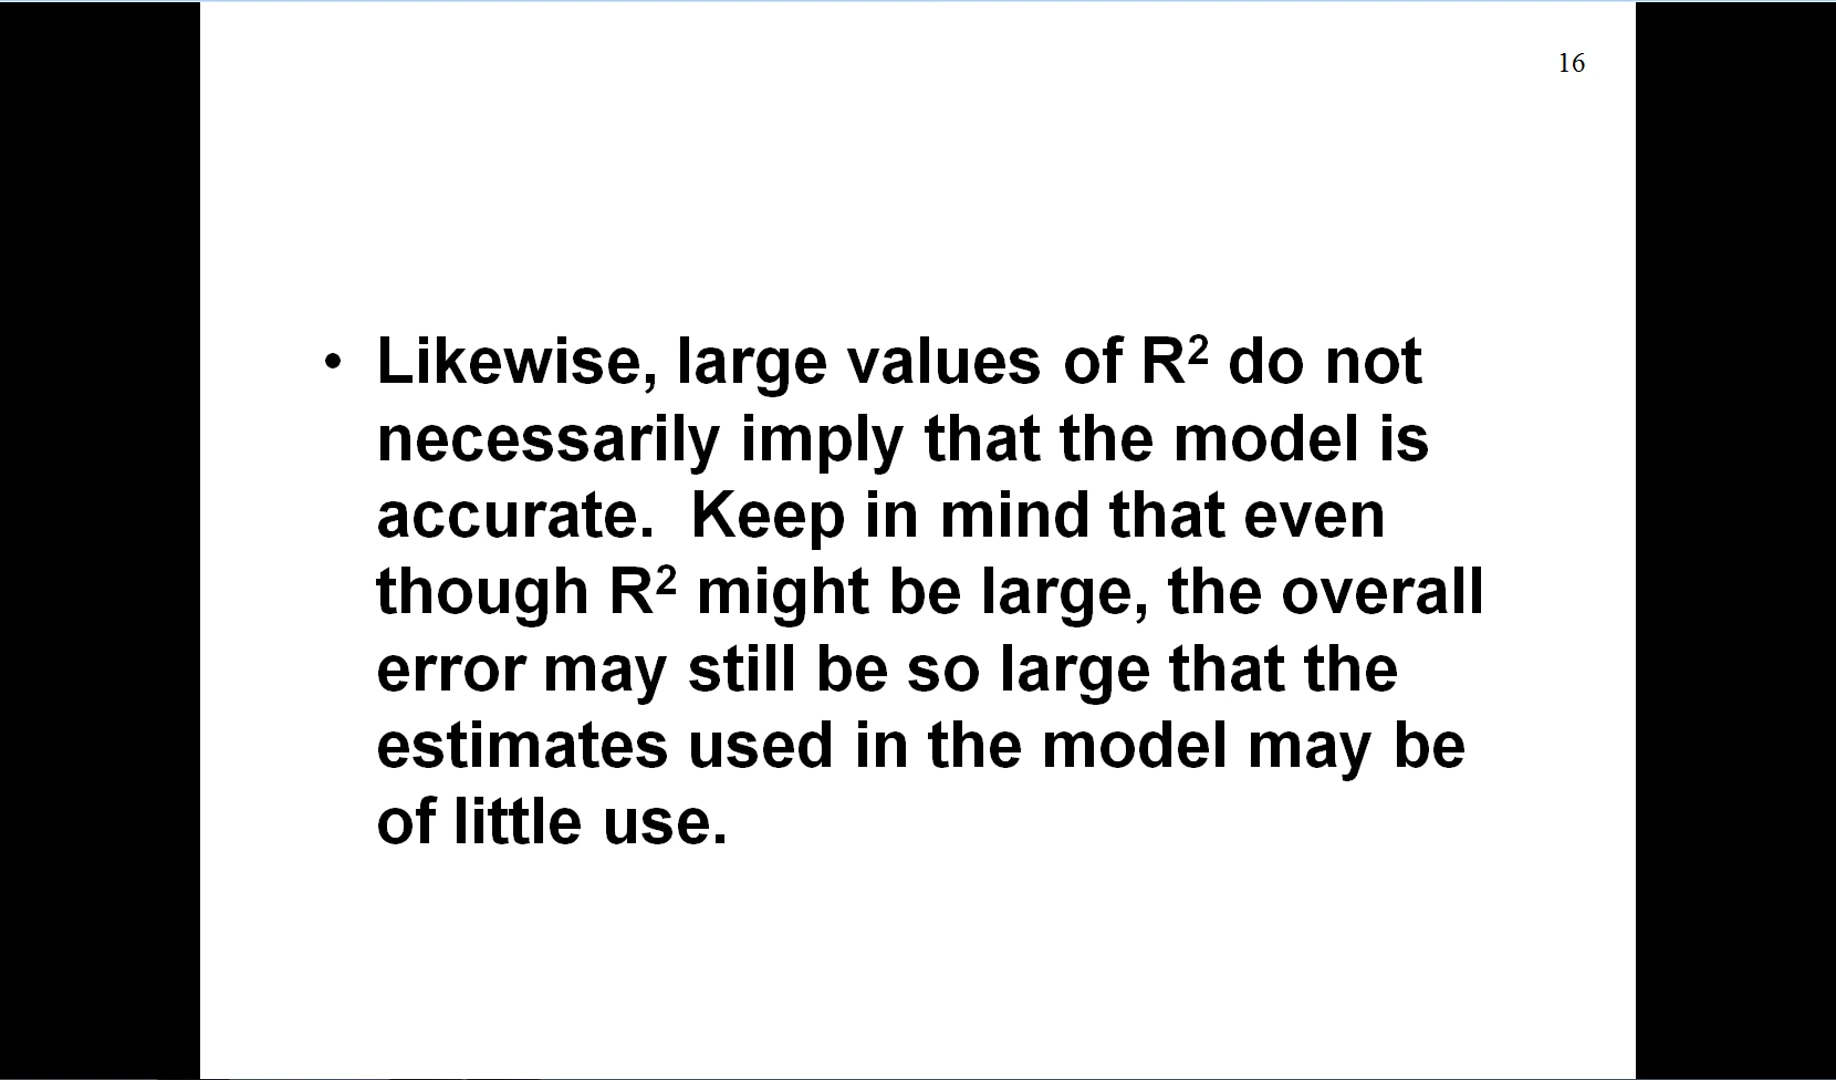 16
• Likewise, large values of R² do not
necessarily imply that the model is
accurate.  Keep in mind that even
though R² might be large, the overall
error may still be so large that the
estimates used in the model may be
of little use.